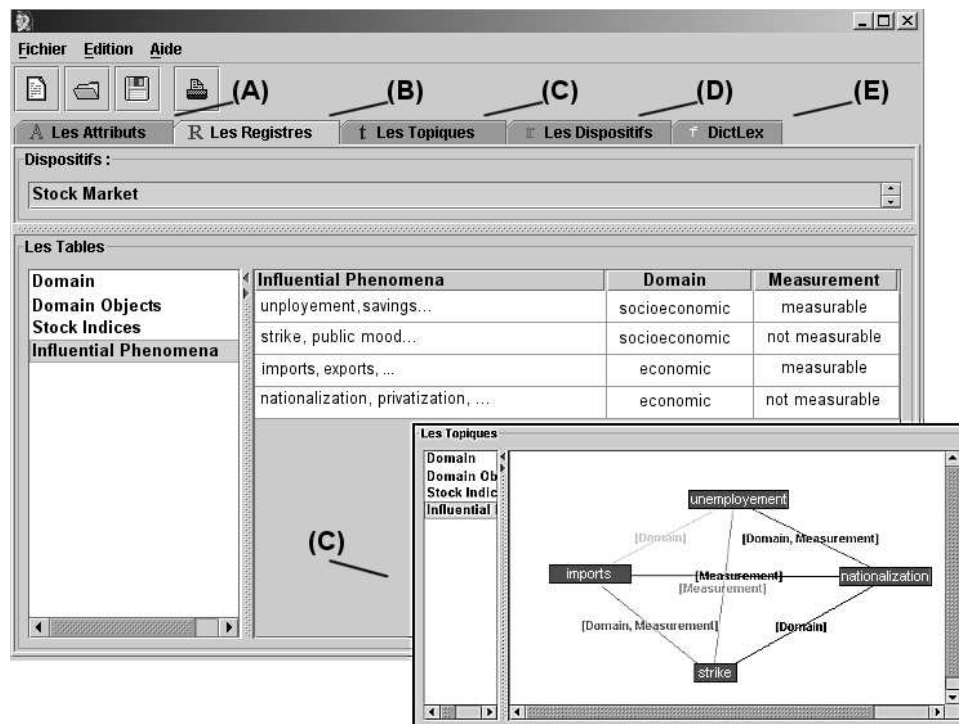 Fichier Edition Aide
(A) (B) (C) (D) (E)
A Les Attributs R Les Registres t Les Topiques r Les Dispositifs f DictLex
Dispositifs :
Stock Market
Les Tables
Domain
Domain Objects
Stock Indices
Influential Phenomena
Influential Phenomena Domain Measurement
unployement,savings... socioeconomic measurable
strike, public mood... socioeconomic not measurable
imports, exports, ... economic measurable
nationalization, privatization, ... economic not measurable
(C)
Les Topiques
Domain
Domain Ob
Stock Indic
Influential
unemployement
[Domain] [Domain, Measurement]
imports [Measurement] nationalization
[Measurement]
[Domain, Measurement] [Domain]
strike